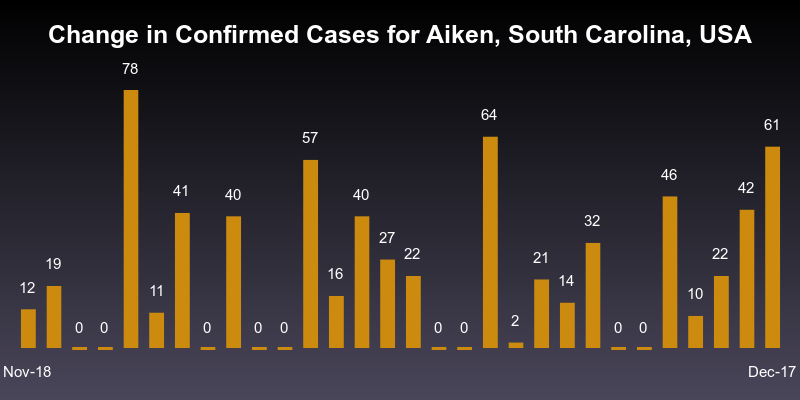 Change in Confirmed Cases for Aiken, South Carolina, USA
12 19 0 0 78 11 41 0 40 0 0 57 16 40 27 22 0 0 64 2 21 14 32 0 0 46 10 22 42 61
Nov-18 Dec-17